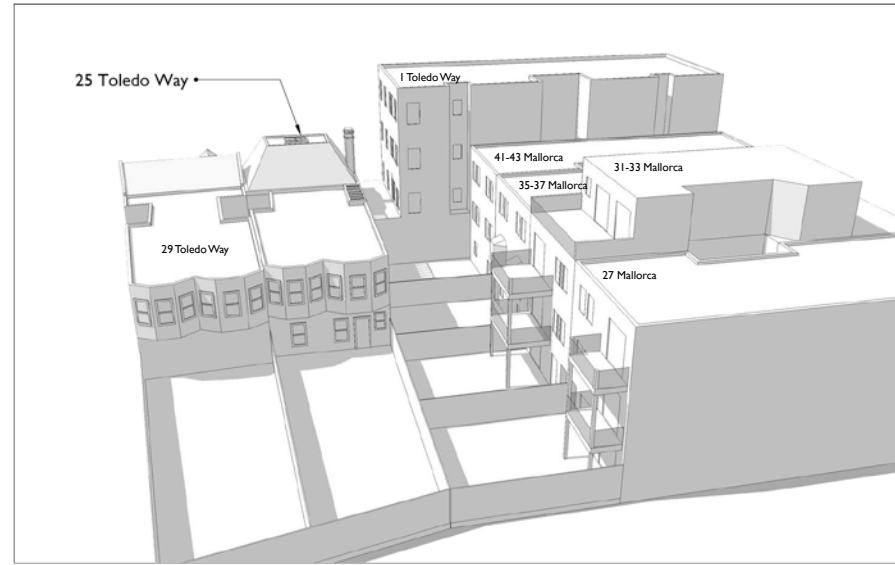 1 Toledo Way
25 Toledo Way
41-43 Mallorca
31-33 Mallorca
35-37 Mallorca
29 Toledo Way
27 Mallorca